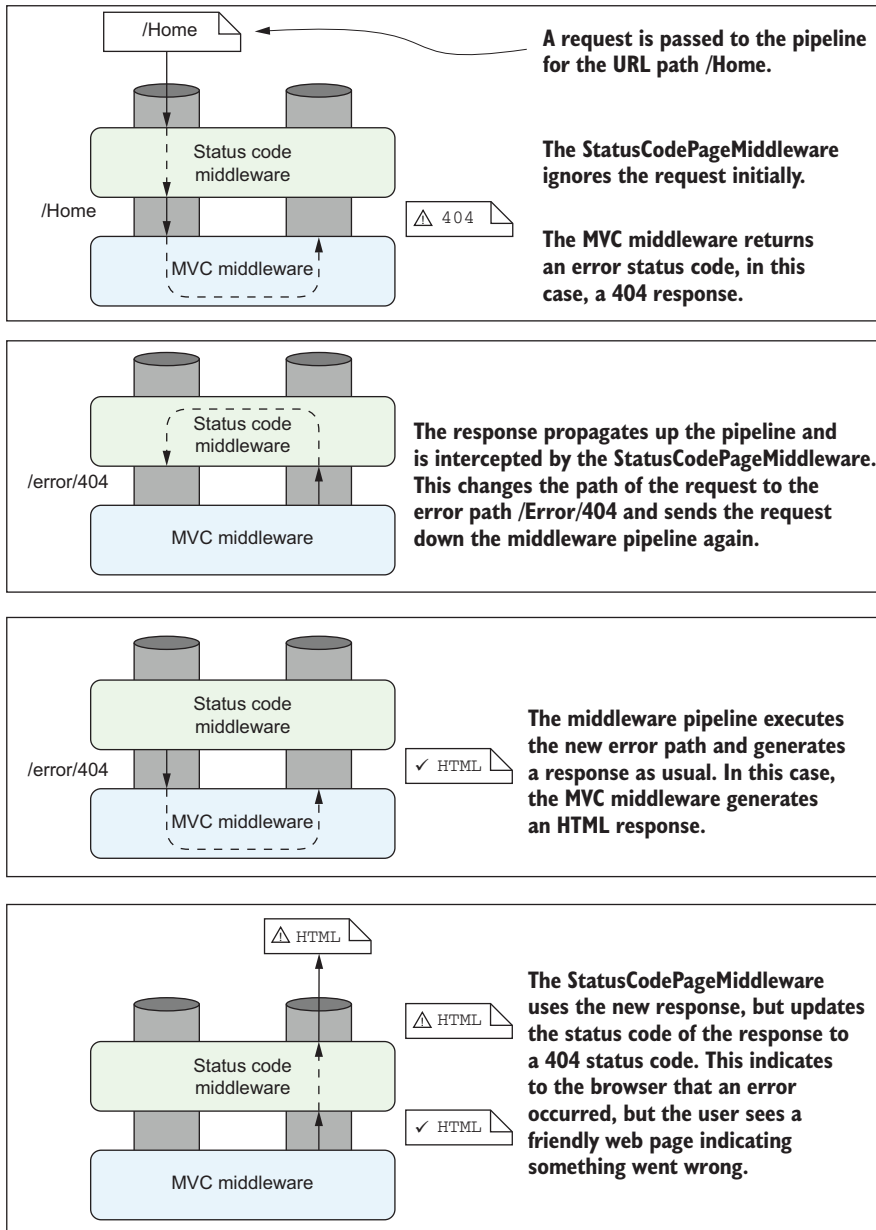 /Home
A request is passed to the pipeline
for the URL path /Home.
Status code
middleware
The StatusCodePageMiddleware
ignores the request initially.
/Home
⚠ 404
MVC middleware
The MVC middleware returns
an error status code, in this
case, a 404 response.
Status code
middleware
/error/404
MVC middleware
The response propagates up the pipeline and
is intercepted by the StatusCodePageMiddleware.
This changes the path of the request to the
error path /Error/404 and sends the request
down the middleware pipeline again.
Status code
middleware
/error/404
✓ HTML
MVC middleware
The middleware pipeline executes
the new error path and generates
a response as usual. In this case,
the MVC middleware generates
an HTML response.
⚠ HTML
⚠ HTML
Status code
middleware
✓ HTML
MVC middleware
The StatusCodePageMiddleware
uses the new response, but updates
the status code of the response to
a 404 status code. This indicates
to the browser that an error
occurred, but the user sees a
friendly web page indicating
something went wrong.